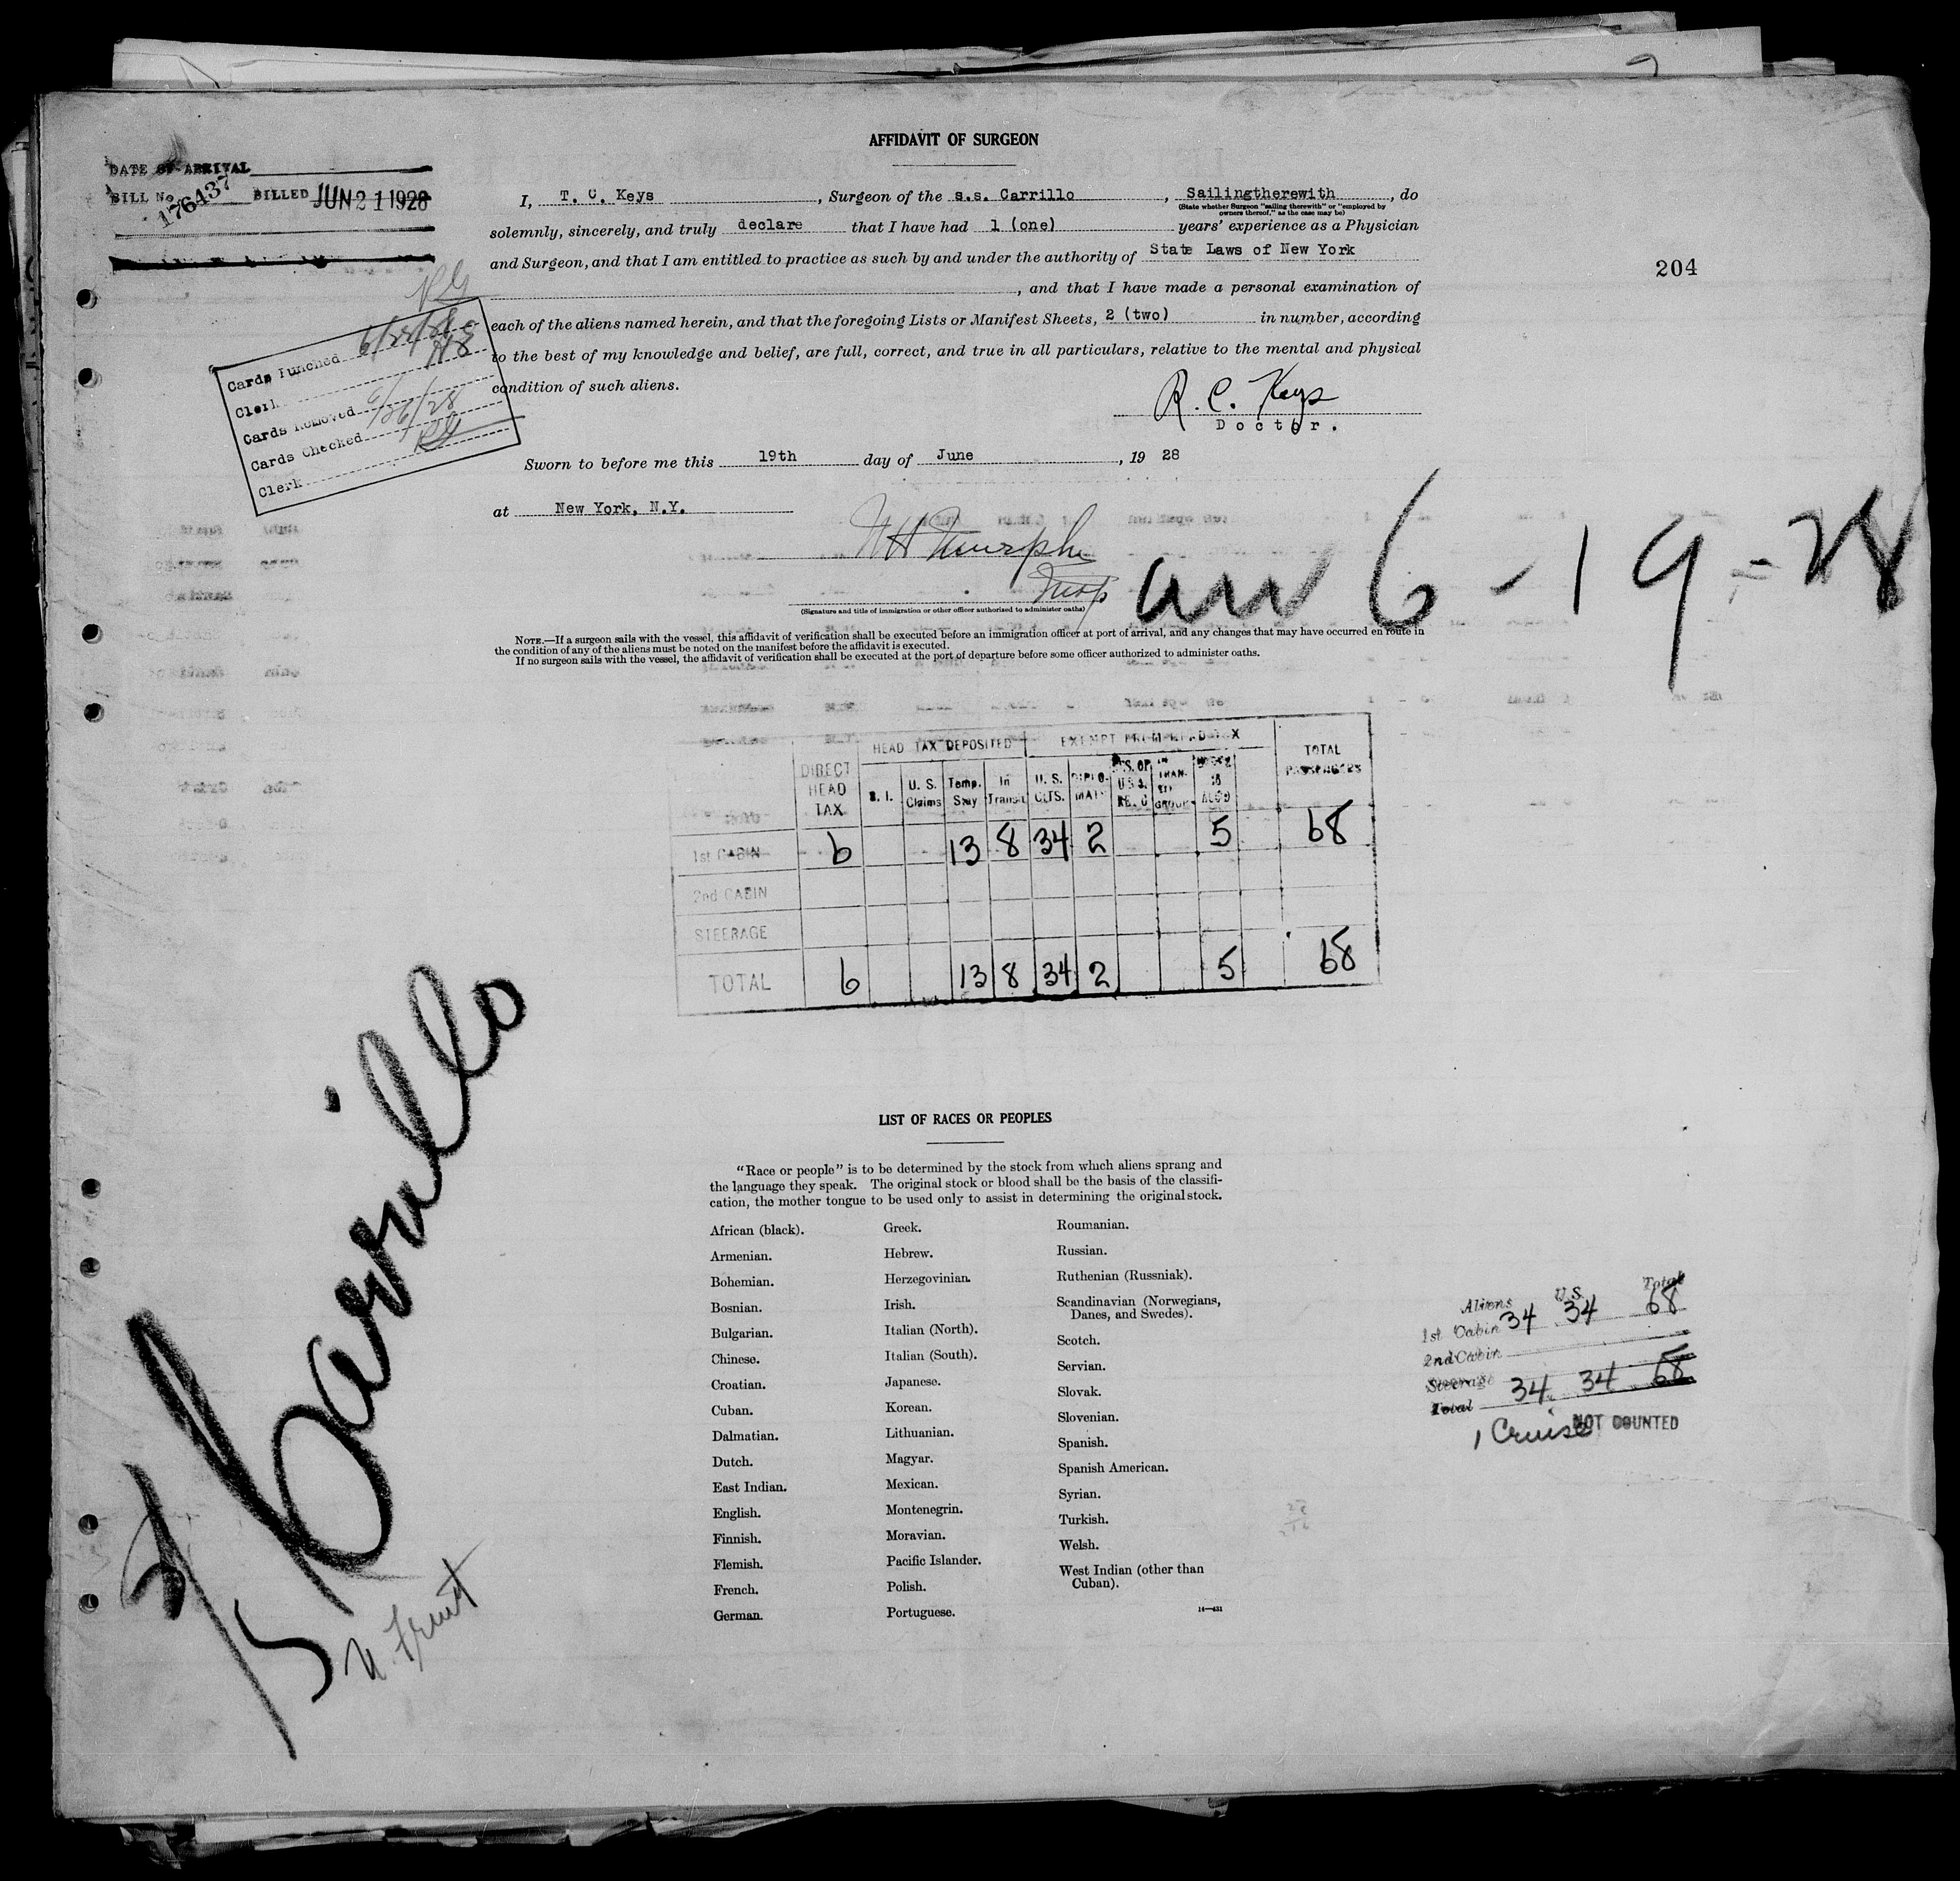 AFFIDAVIT OF SURGEON
DATE OF ARRIVAL
BILL No. 176437 BILLED JUN 21 1928
I, T. C. Keys, Surgeon of the s.s. Carrillo, Sailingtherewith, do
(State whether Surgeon "sailing therewith" or "employed by
owners thereof," as the case may be)
solemnly, sincerely, and truly declare that I have had 1 (one) years' experience as a Physician
and Surgeon, and that I am entitled to practice as such by and under the authority of State Laws of New York
204
, and that I have made a personal examination of
each of the aliens named herein, and that the foregoing Lists or Manifest Sheets, 2 (two) in number, according
to the best of my knowledge and belief, are full, correct, and true in all particulars, relative to the mental and physical
condition of such aliens.
R. C. Keys
Doctor.
Cards Punched
Clerk
Cards Removed 6/26/28
Cards Checked
Clerk
Sworn to before me this 19th day of June, 19 28
at New York, N.Y.
Insp
(Signature and title of immigration or other officer authorized to administer oaths)
arr 6-19-28
NOTE.—If a surgeon sails with the vessel, this affidavit of verification shall be executed before an immigration officer at port of arrival, and any changes that may have occurred en route in
the condition of any of the aliens must be noted on the manifest before the affidavit is executed.
If no surgeon sails with the vessel, the affidavit of verification shall be executed at the port of departure before some officer authorized to administer oaths.
HEAD TAX DEPOSITED EXEMPT FROM HEAD TAX
DIRECT HEAD TAX U. S. Claims Temp. Stay In Transit U. S. CITS. DIPLOMAT TOTAL PASSENGERS
1st CABIN 6 13 8 34 2 5 68
2nd CABIN
STEERAGE
TOTAL 6 13 8 34 2 5 68
Carrillo
U. Fruit
LIST OF RACES OR PEOPLES
"Race or people" is to be determined by the stock from which aliens sprang and
the language they speak. The original stock or blood shall be the basis of the classifi-
cation, the mother tongue to be used only to assist in determining the original stock.
African (black).
Armenian.
Bohemian.
Bosnian.
Bulgarian.
Chinese.
Croatian.
Cuban.
Dalmatian.
Dutch.
East Indian.
English.
Finnish.
Flemish.
French.
German.
Greek.
Hebrew.
Herzegovinian.
Irish.
Italian (North).
Italian (South).
Japanese.
Korean.
Lithuanian.
Magyar.
Mexican.
Montenegrin.
Moravian.
Pacific Islander.
Polish.
Portuguese.
Roumanian.
Russian.
Ruthenian (Russniak).
Scandinavian (Norwegians,
Danes, and Swedes).
Scotch.
Servian.
Slovak.
Slovenian.
Spanish.
Spanish American.
Syrian.
Turkish.
Welsh.
West Indian (other than
Cuban).
14—431
Aliens U.S. Total
1st Cabin 34 34 68
2nd Cabin
Steerage
Total 34 34 68
1 Cruise NOT COUNTED